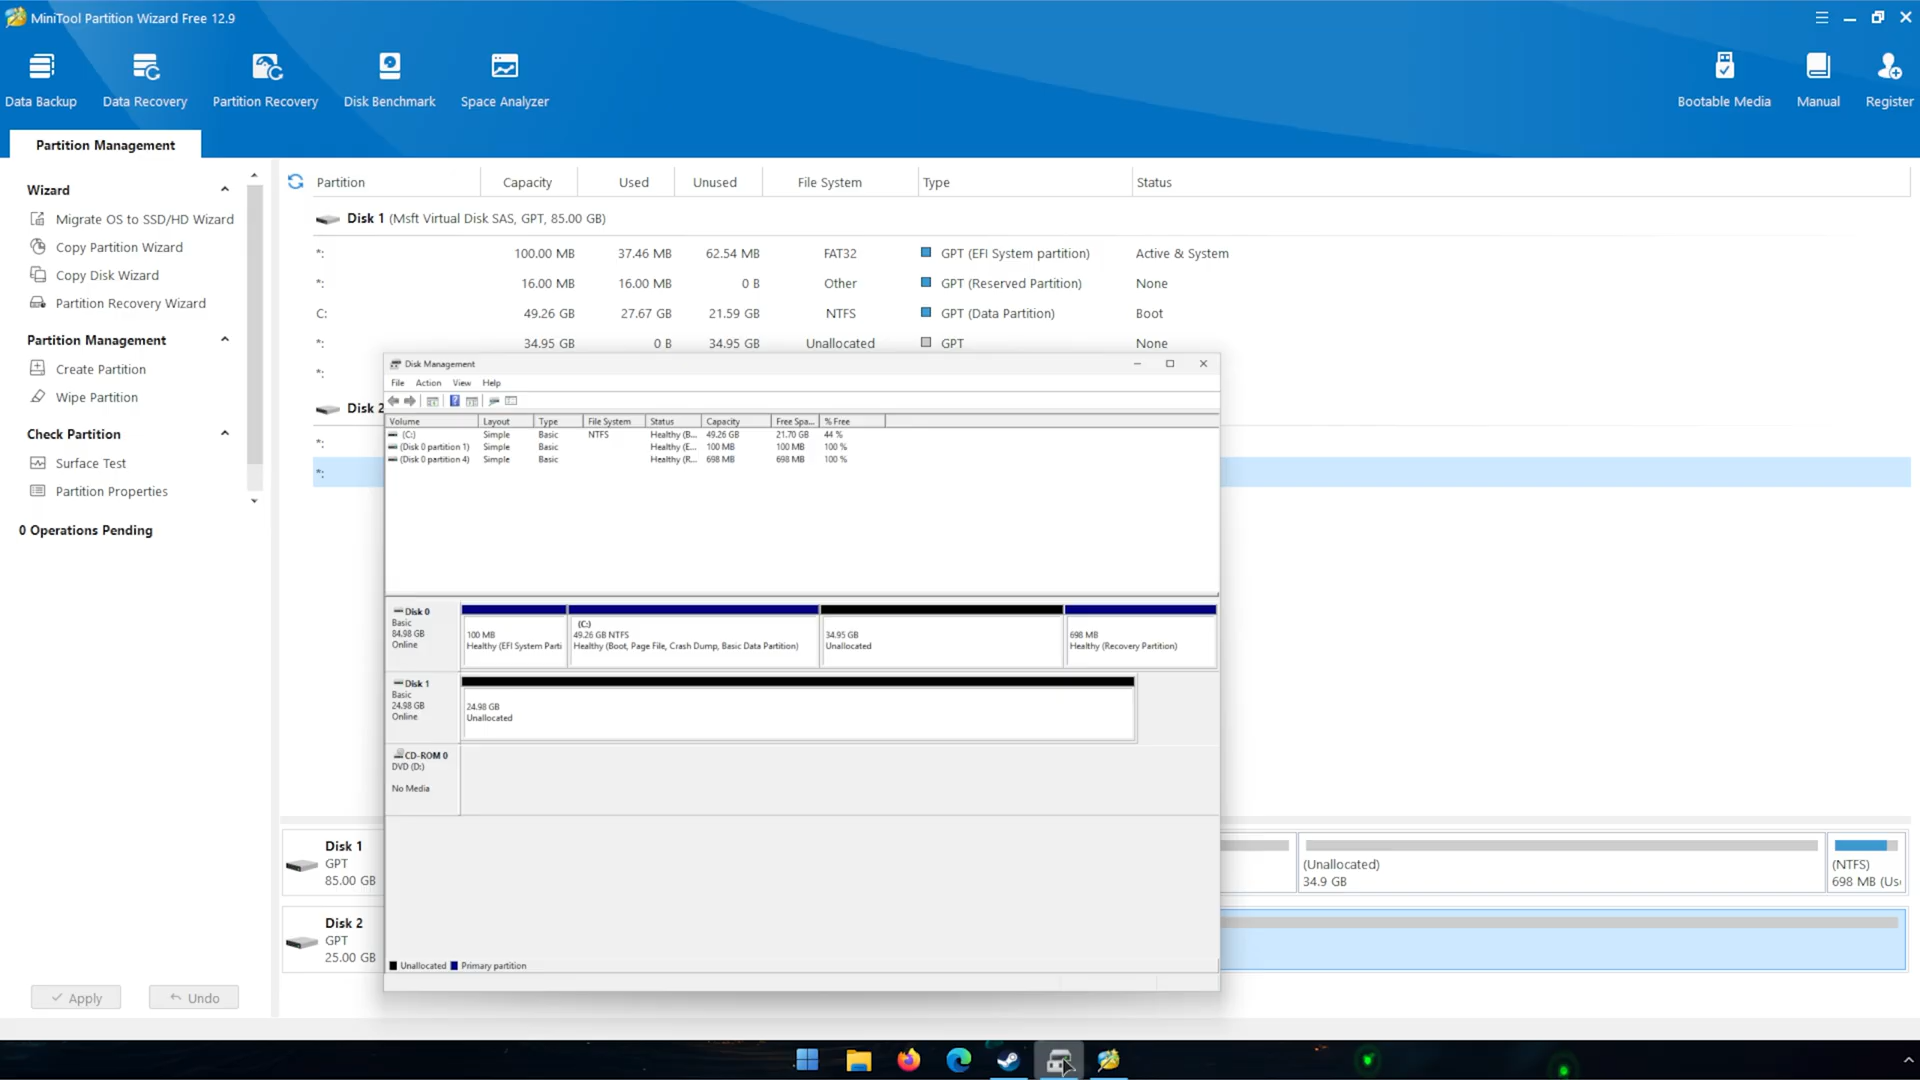 MiniTool Partition Wizard Free 12.9
Data Backup
Data Recovery
Partition Recovery
Disk Benchmark
Space Analyzer
Bootable Media
Manual
Register
Partition Management
Wizard
Migrate OS to SSD/HD Wizard
Copy Partition Wizard
Copy Disk Wizard
Partition Recovery Wizard
Partition Management
Create Partition
Wipe Partition
Check Partition
Surface Test
Partition Properties
0 Operations Pending
Apply
Undo
Partition Capacity Used Unused File System Type Status
Disk 1 (Msft Virtual Disk SAS, GPT, 85.00 GB)
*: 100.00 MB 37.46 MB 62.54 MB FAT32 GPT (EFI System partition) Active & System
*: 16.00 MB 16.00 MB 0 B Other GPT (Reserved Partition) None
C: 49.26 GB 27.67 GB 21.59 GB NTFS GPT (Data Partition) Boot
*: 34.95 GB 0 B 34.95 GB Unallocated GPT None
*:
Disk 2
*:
*:
Disk Management
File Action View Help
Volume Layout Type File System Status Capacity Free Spa... % Free
(C:) Simple Basic NTFS Healthy (B... 49.26 GB 21.70 GB 44 %
(Disk 0 partition 1) Simple Basic Healthy (E... 100 MB 100 MB 100 %
(Disk 0 partition 4) Simple Basic Healthy (R... 698 MB 698 MB 100 %
Disk 0
Basic
84.98 GB
Online
100 MB
Healthy (EFI System Parti
(C:)
49.26 GB NTFS
Healthy (Boot, Page File, Crash Dump, Basic Data Partition)
34.95 GB
Unallocated
698 MB
Healthy (Recovery Partition)
Disk 1
Basic
24.98 GB
Online
24.98 GB
Unallocated
CD-ROM 0
DVD (D:)
No Media
Unallocated Primary partition
Disk 1
GPT
85.00 GB
(Unallocated)
34.9 GB
(NTFS)
698 MB (Us
Disk 2
GPT
25.00 GB